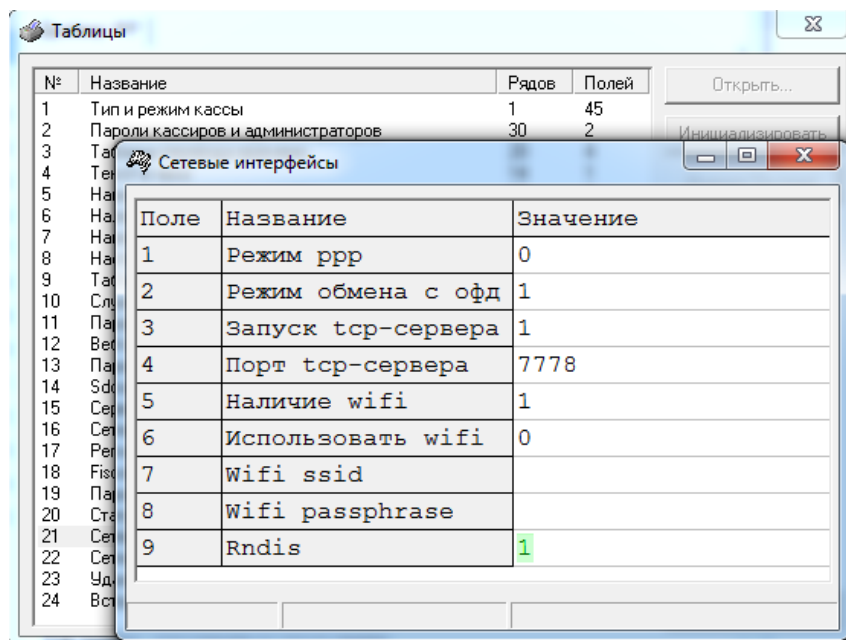 Таблицы
№ Название Рядов Полей
Открыть...
1 Тип и режим кассы 1 45
2 Пароли кассиров и администраторов 30 2
Инициализировать
3
4
5
6
7
8
9
10
11
12
13
14
15
16
17
18
19
20
21
22
23
24
Сетевые интерфейсы
Поле Название Значение
1 Режим ppp 0
2 Режим обмена с офд 1
3 Запуск tcp-сервера 1
4 Порт tcp-сервера 7778
5 Наличие wifi 1
6 Использовать wifi 0
7 Wifi ssid
8 Wifi passphrase
9 Rndis 1